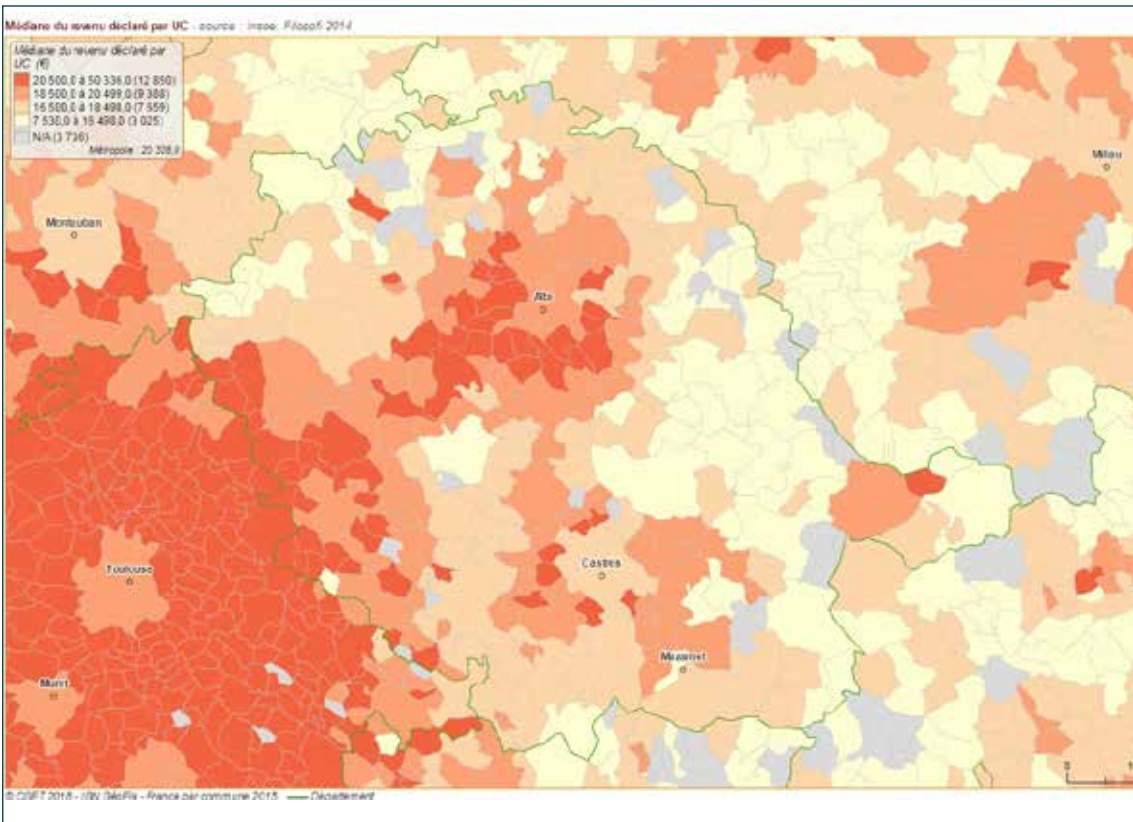 Médiane du revenu déclaré par UC - source : Insee, Filosofi 2014
Médiane du revenu déclaré par
UC (€)
20 500,0 à 50 336,0 (12 850)
18 500,0 à 20 499,0 (9 388)
16 500,0 à 18 498,0 (7 559)
7 530,0 à 16 498,0 (3 025)
N/A (3 736)
Métropole : 20
Millau
Montauban
Albi
Toulouse
Castres
Mazamet
Muret
0
© CGET 2018 - IGN GéoFla - France par commune 2015
Département